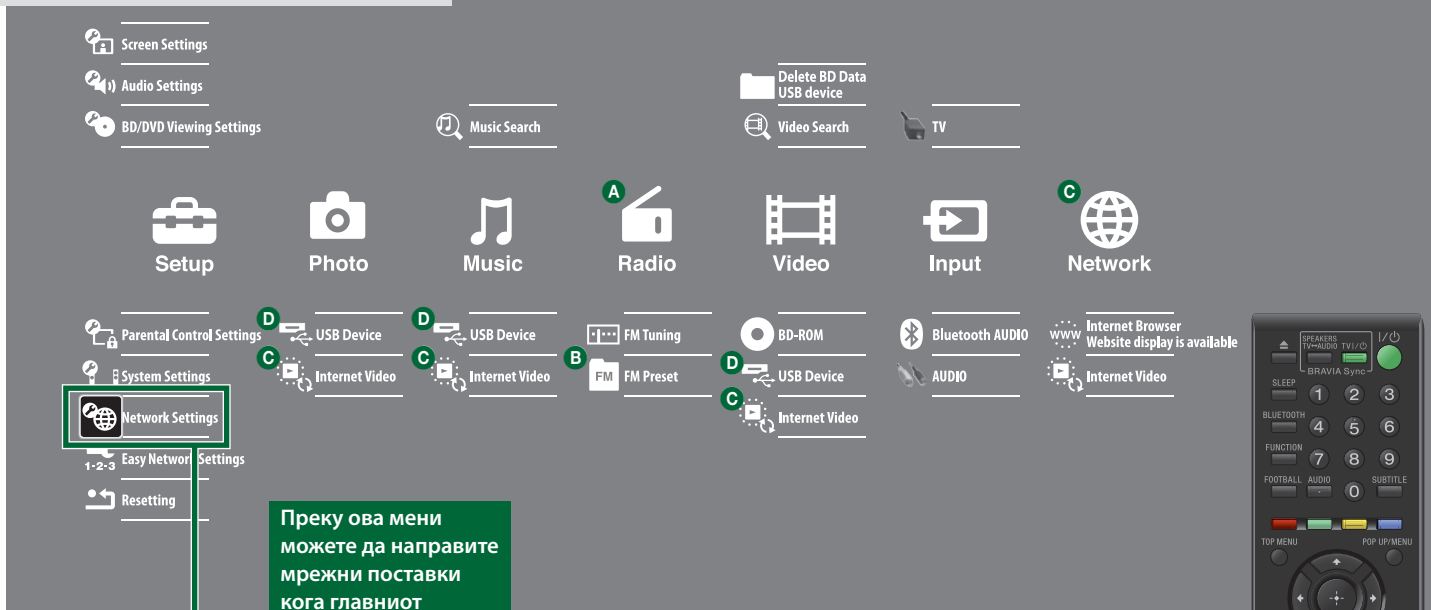 Screen Settings
Audio Settings
BD/DVD Viewing Settings
Music Search
Delete BD Data
USB device
Video Search
TV
A
C
Setup
Photo
Music
Radio
Video
Input
Network
Parental Control Settings
D
USB Device
D
USB Device
FM Tuning
BD-ROM
Bluetooth AUDIO
www
Internet Browser
Website display is available
System Settings
C
Internet Video
C
Internet Video
B
FM
FM Preset
D
USB Device
AUDIO
Internet Video
Network Settings
C
Internet Video
1-2-3
Easy Network Settings
Resetting
Преку ова мени
можете да направите
мрежни поставки
кога главниот
SPEAKERS
TV↔AUDIO
TV I/⏻
I/⏻
BRAVIA Sync
SLEEP
1
2
3
BLUETOOTH
4
5
6
FUNCTION
7
8
9
FOOTBALL
AUDIO
0
SUBTITLE
TOP MENU
POP UP/MENU